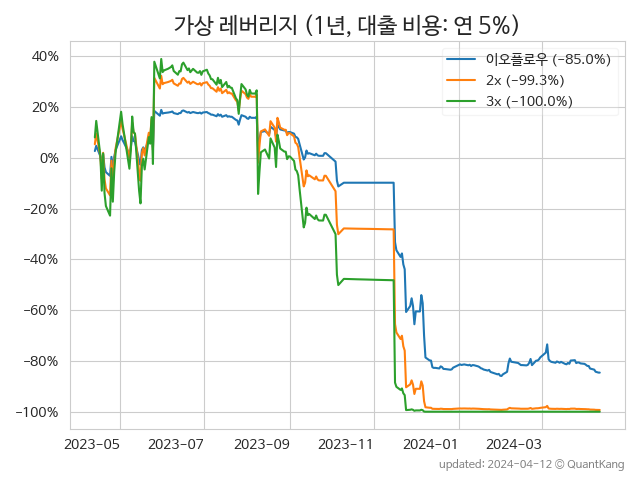 가상 레버리지 (1년, 대출 비용: 연 5%)
40%
20%
0%
−20%
−40%
−60%
−80%
−100%
이오플로우 (−85.0%)
2x (−99.3%)
3x (−100.0%)
2023-05 2023-07 2023-09 2023-11 2024-01 2024-03
updated: 2024-04-12 © QuantKang